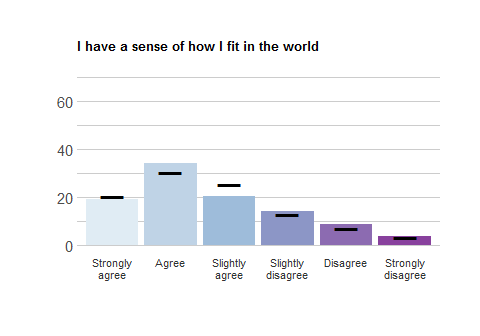 I have a sense of how I fit in the world
60
40
20
0
Strongly agree
Agree
Slightly agree
Slightly disagree
Disagree
Strongly disagree